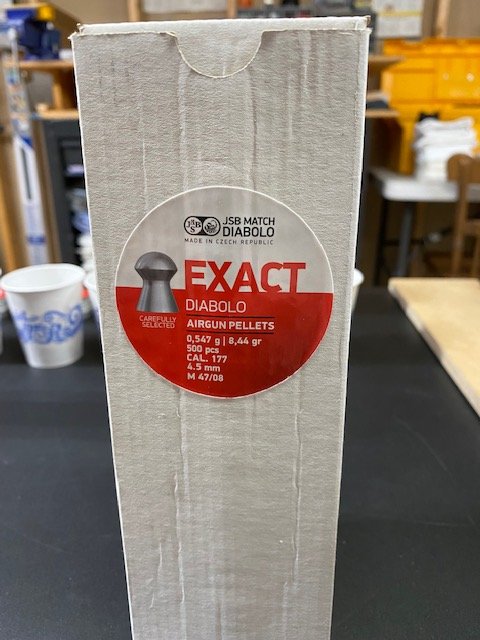 JSB
JSB MATCH
DIABOLO
MADE IN CZECH REPUBLIC
EXACT
DIABOLO
CAREFULLY
SELECTED
AIRGUN PELLETS
0,547 g | 8,44 gr
500 pcs
CAL. 177
4.5 mm
M 47/08